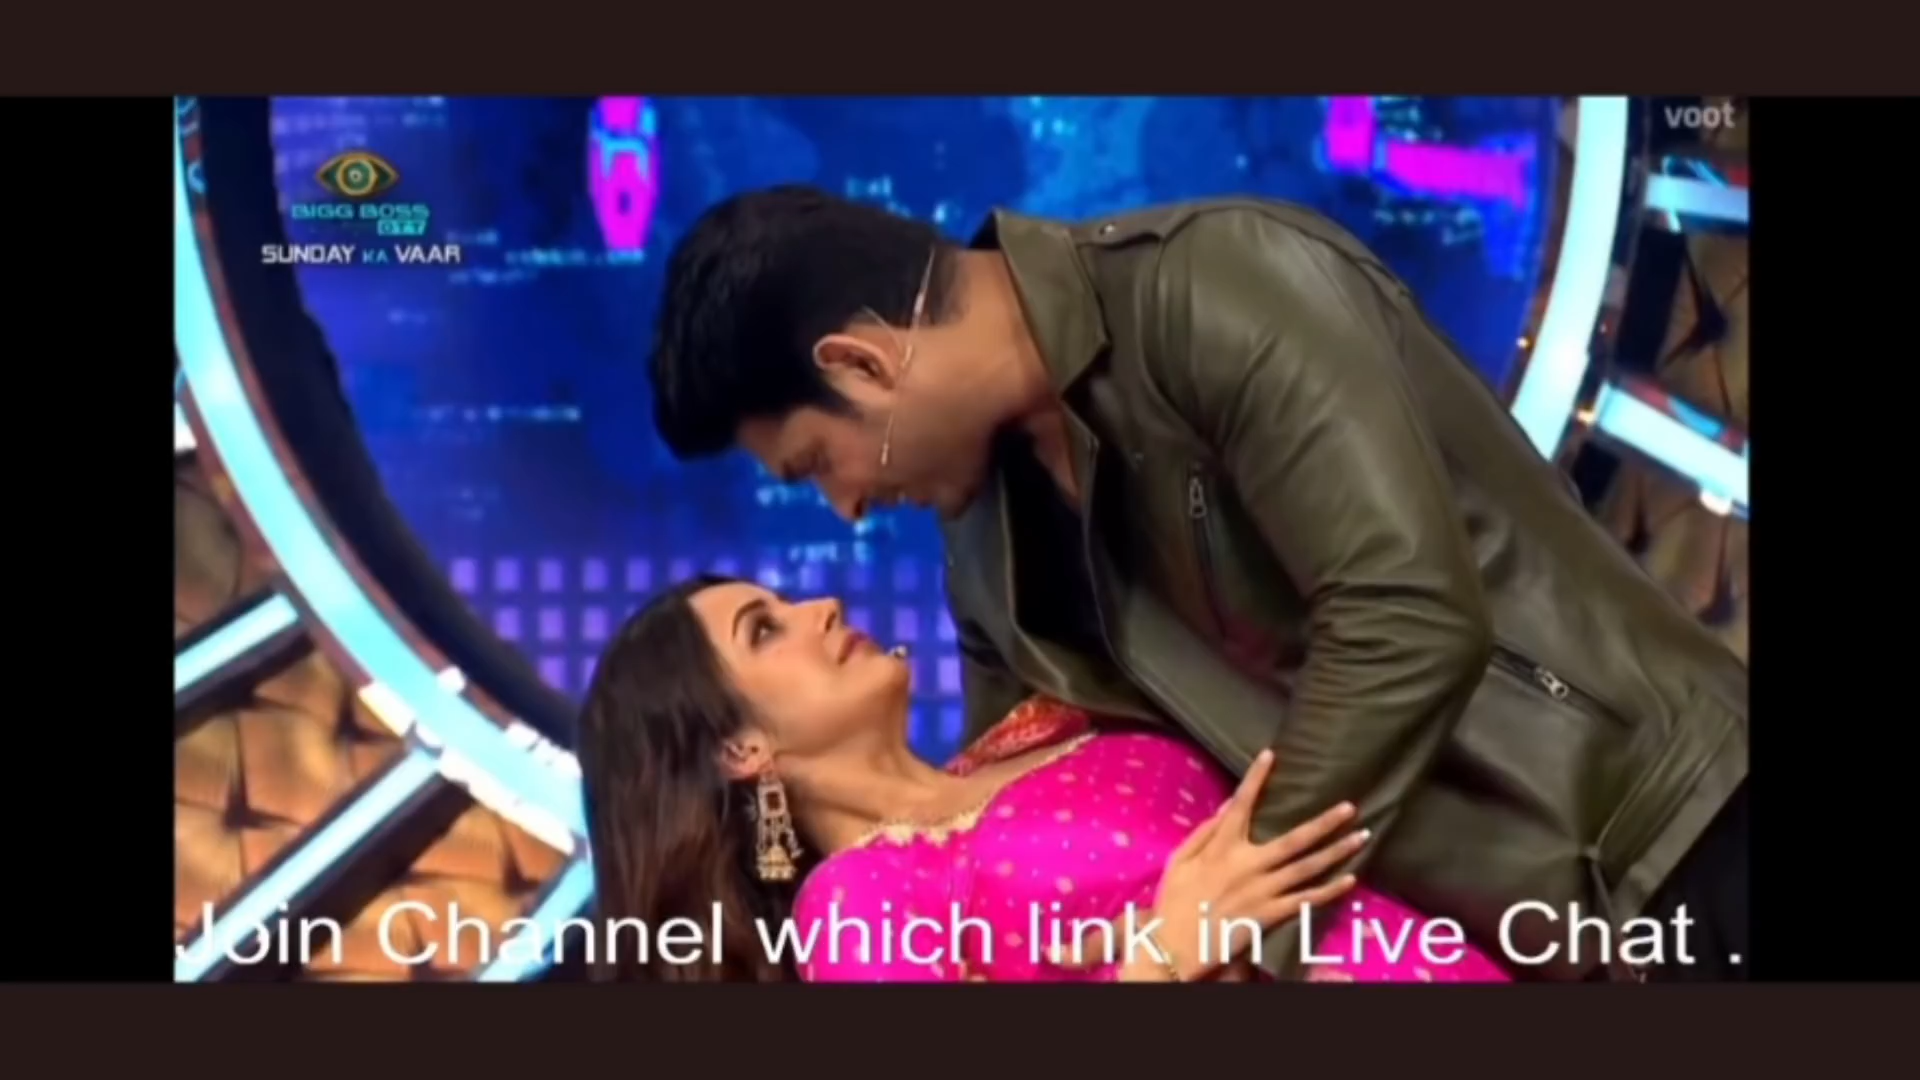 voot
BIGG BOSS
OTT
SUNDAY KA VAAR
Join Channel which link in Live Chat .